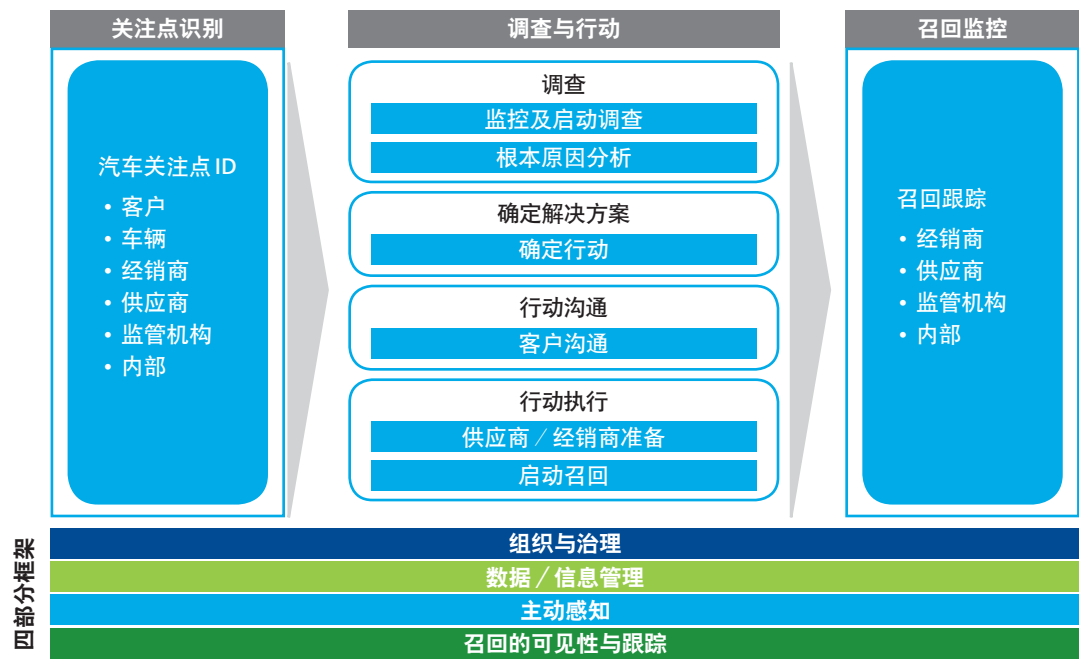 关注点识别
汽车关注点 ID
• 客户
• 车辆
• 经销商
• 供应商
• 监管机构
• 内部
调查与行动
调查
监控及启动调查
根本原因分析
确定解决方案
确定行动
行动沟通
客户沟通
行动执行
供应商／经销商准备
启动召回
召回监控
召回跟踪
• 经销商
• 供应商
• 监管机构
• 内部
四部分框架
组织与治理
数据／信息管理
主动感知
召回的可见性与跟踪